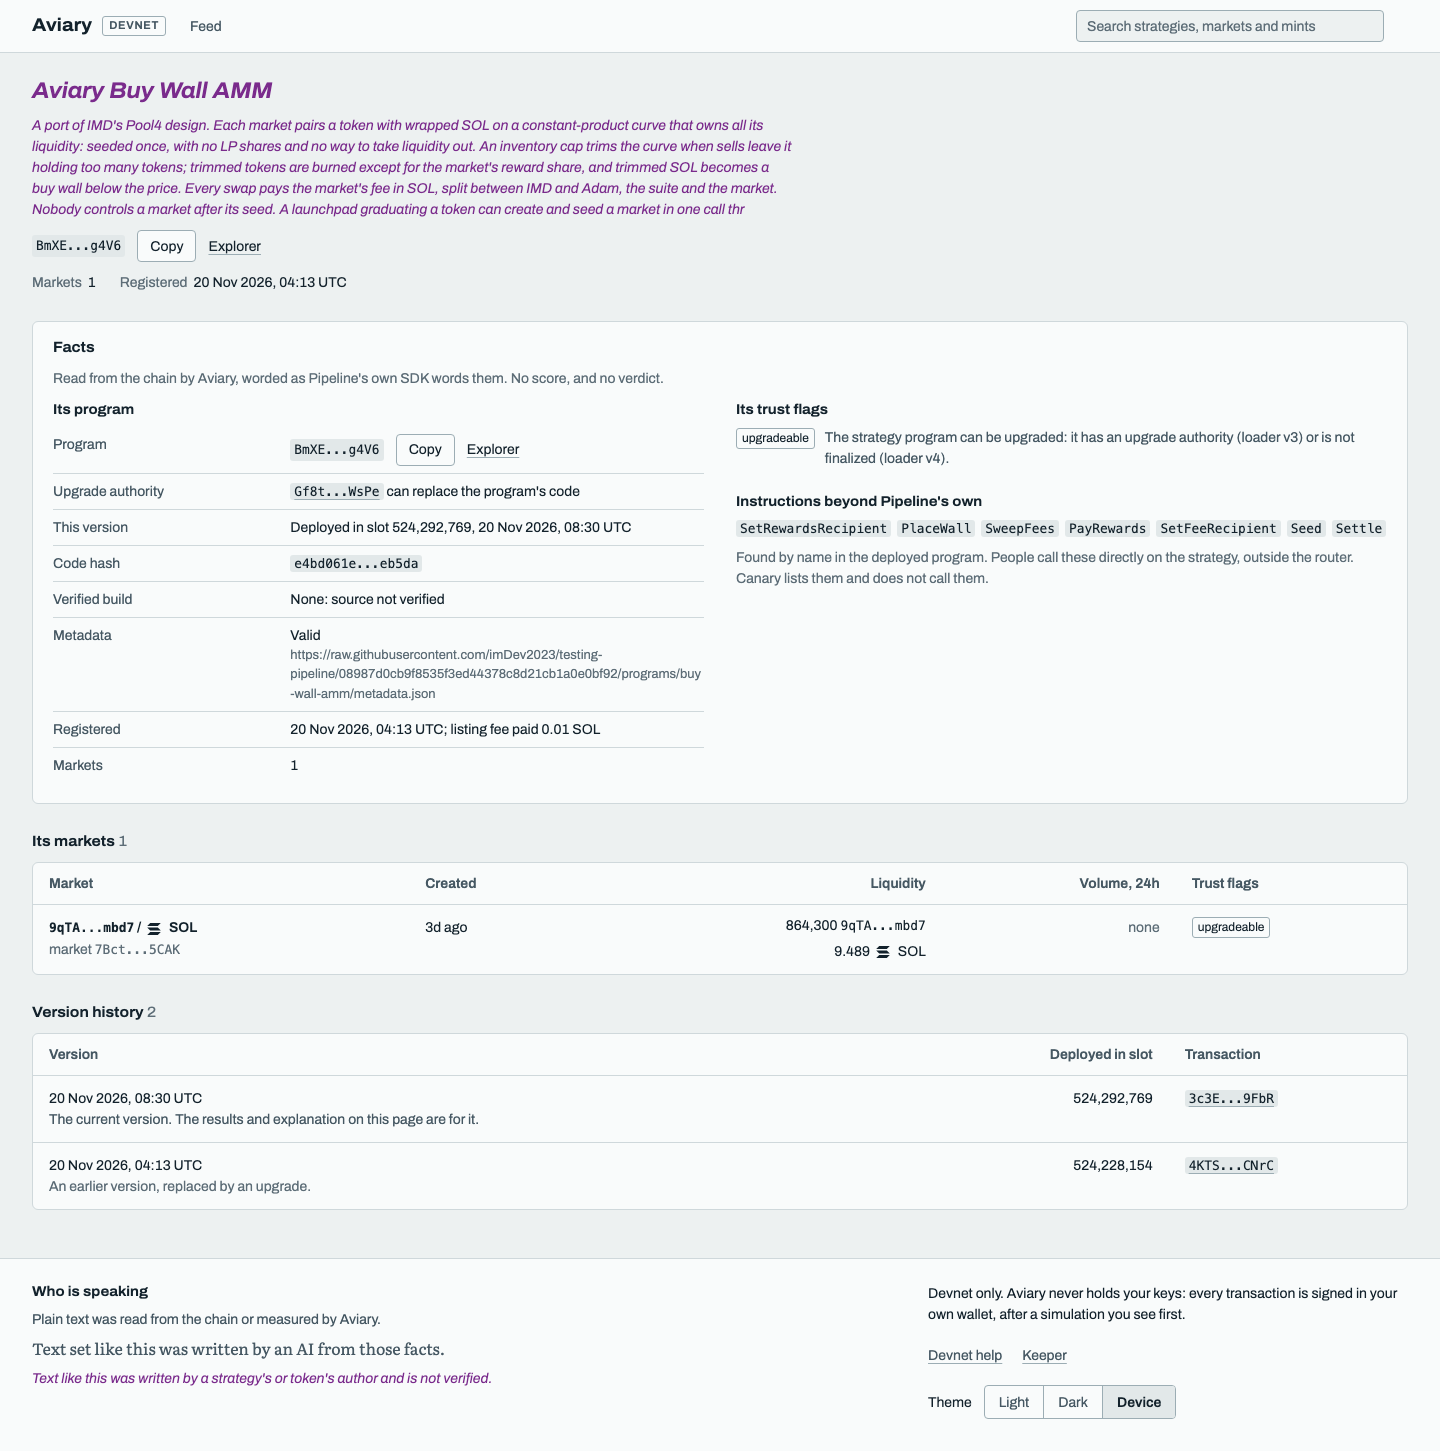 Aviary DEVNET Feed Search strategies, markets and mints
Aviary Buy Wall AMM
A port of IMD's Pool4 design. Each market pairs a token with wrapped SOL on a constant-product curve that owns all its
liquidity: seeded once, with no LP shares and no way to take liquidity out. An inventory cap trims the curve when sells leave it
holding too many tokens; trimmed tokens are burned except for the market's reward share, and trimmed SOL becomes a
buy wall below the price. Every swap pays the market's fee in SOL, split between IMD and Adam, the suite and the market.
Nobody controls a market after its seed. A launchpad graduating a token can create and seed a market in one call thr
BmXE...g4V6 Copy Explorer
Markets 1 Registered 20 Nov 2026, 04:13 UTC
Facts
Read from the chain by Aviary, worded as Pipeline's own SDK words them. No score, and no verdict.
Its program
Program BmXE...g4V6 Copy Explorer
Upgrade authority Gf8t...WsPe can replace the program's code
This version Deployed in slot 524,292,769, 20 Nov 2026, 08:30 UTC
Code hash e4bd061e...eb5da
Verified build None: source not verified
Metadata Valid
https://raw.githubusercontent.com/imDev2023/testing-
pipeline/08987d0cb9f8535f3ed44378c8d21cb1a0e0bf92/programs/buy
-wall-amm/metadata.json
Registered 20 Nov 2026, 04:13 UTC; listing fee paid 0.01 SOL
Markets 1
Its trust flags
upgradeable The strategy program can be upgraded: it has an upgrade authority (loader v3) or is not
finalized (loader v4).
Instructions beyond Pipeline's own
SetRewardsRecipient PlaceWall SweepFees PayRewards SetFeeRecipient Seed Settle
Found by name in the deployed program. People call these directly on the strategy, outside the router.
Canary lists them and does not call them.
Its markets 1
Market Created Liquidity Volume, 24h Trust flags
9qTA...mbd7 / SOL 3d ago 864,300 9qTA...mbd7 none upgradeable
market 7Bct...5CAK 9.489 SOL
Version history 2
Version Deployed in slot Transaction
20 Nov 2026, 08:30 UTC 524,292,769 3c3E...9FbR
The current version. The results and explanation on this page are for it.
20 Nov 2026, 04:13 UTC 524,228,154 4KTS...CNrC
An earlier version, replaced by an upgrade.
Who is speaking
Plain text was read from the chain or measured by Aviary.
Text set like this was written by an AI from those facts.
Text like this was written by a strategy's or token's author and is not verified.
Devnet only. Aviary never holds your keys: every transaction is signed in your
own wallet, after a simulation you see first.
Devnet help Keeper
Theme Light Dark Device